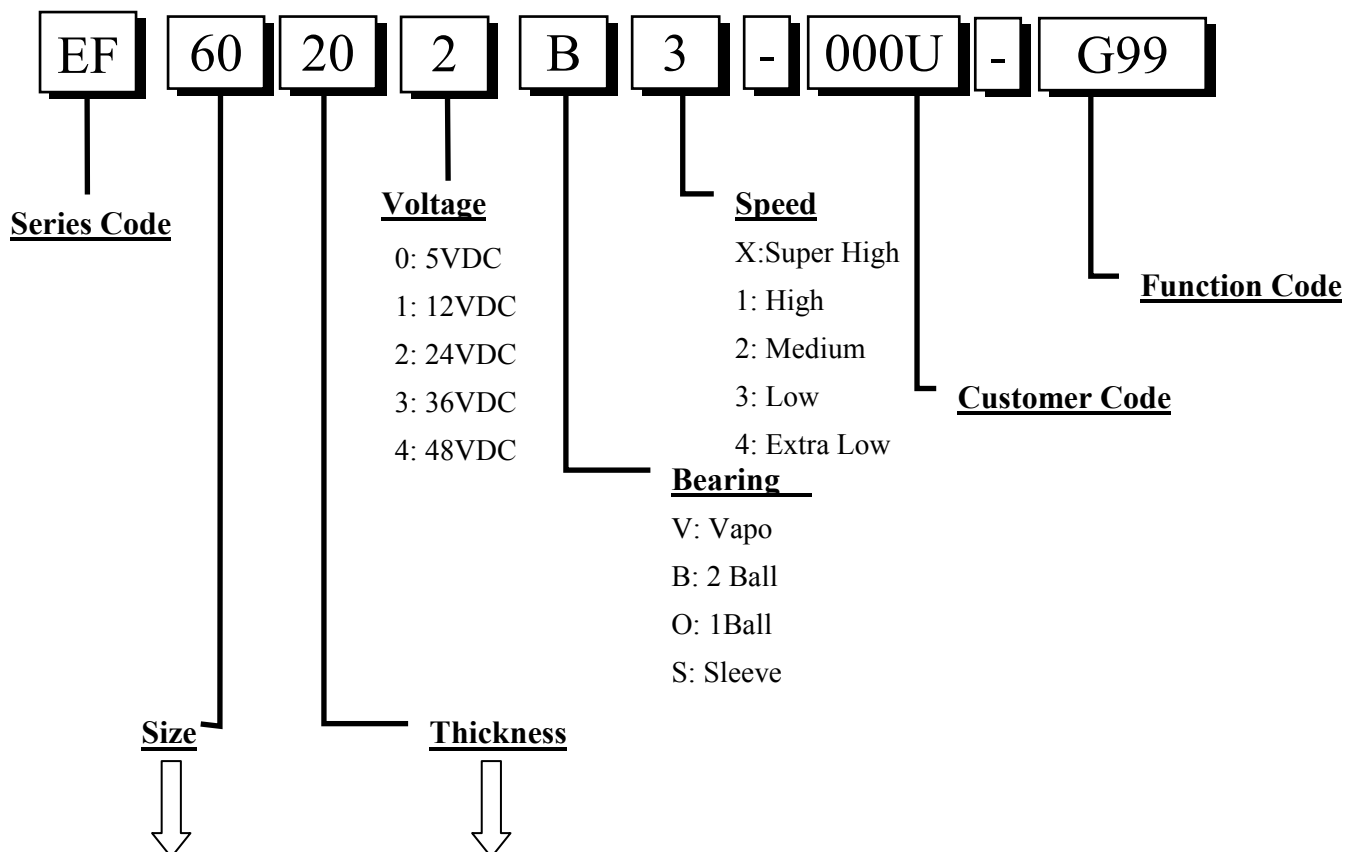 EF 60 20 2 B 3 - 000U - G99
Series Code
Voltage
0: 5VDC
1: 12VDC
2: 24VDC
3: 36VDC
4: 48VDC
Speed
X:Super High
1: High
2: Medium
3: Low
4: Extra Low
Function Code
Customer Code
Bearing
V: Vapo
B: 2 Ball
O: 1Ball
S: Sleeve
Size
Thickness